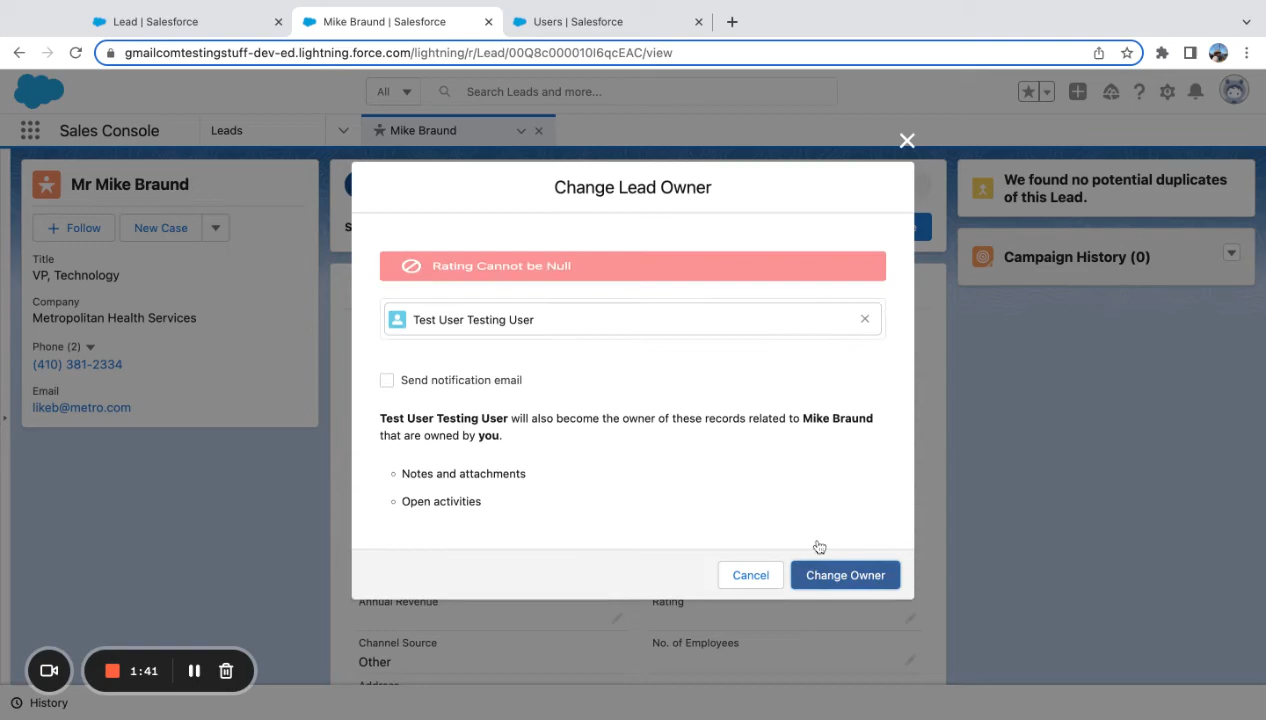 Lead | Salesforce
Mike Braund | Salesforce
Users | Salesforce
gmailcomtestingstuff-dev-ed.lightning.force.com/lightning/r/Lead/00Q8c000010I6qcEAC/view
All
Search Leads and more...
Sales Console
Leads
Mike Braund
Mr Mike Braund
Follow
New Case
Title
VP, Technology
Company
Metropolitan Health Services
Phone (2)
(410) 381-2334
Email
likeb@metro.com
Change Lead Owner
Rating Cannot be Null
Test User Testing User
Send notification email
Test User Testing User will also become the owner of these records related to Mike Braund
that are owned by you.
Notes and attachments
Open activities
Cancel
Change Owner
We found no potential duplicates
of this Lead.
Campaign History (0)
Annual Revenue
Rating
Channel Source
Other
No. of Employees
1:41
History